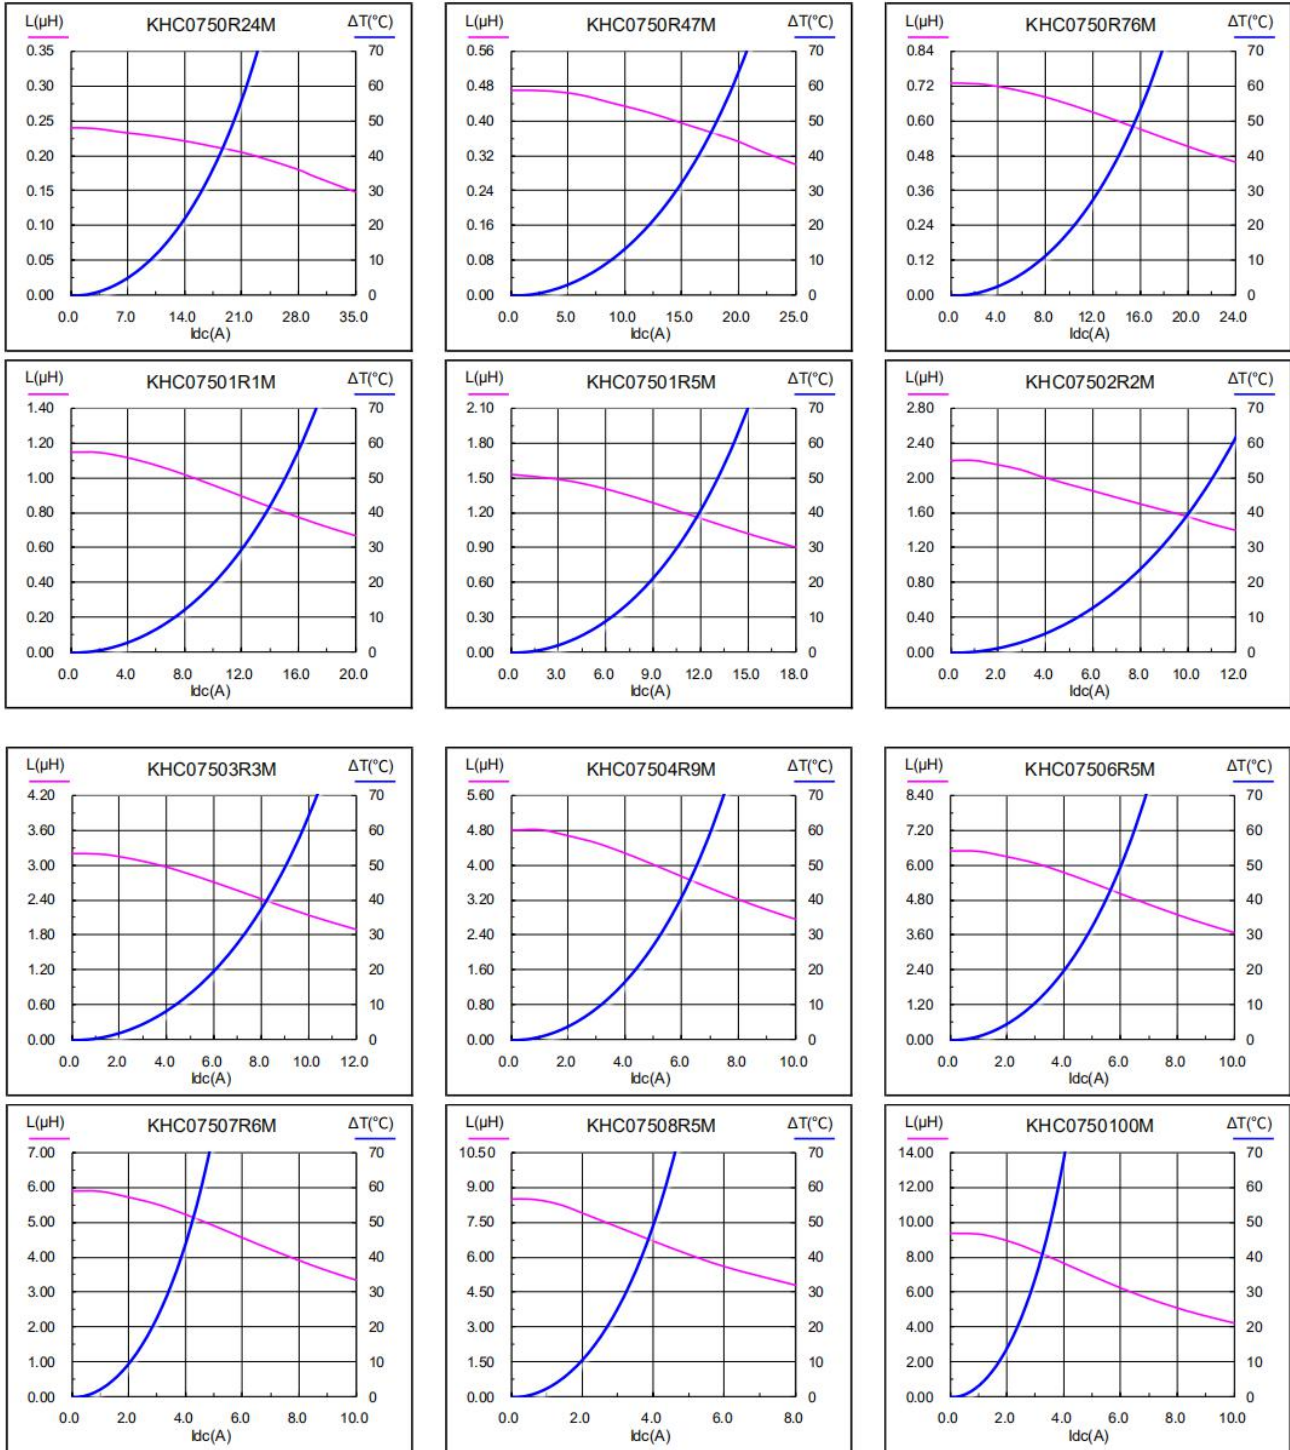 L(μH) KHC0750R24M ΔT(°C)
0.35 70
0.30 60
0.25 50
0.20 40
0.15 30
0.10 20
0.05 10
0.00 0
0.0 7.0 14.0 21.0 28.0 35.0
Idc(A)
L(μH) KHC0750R47M ΔT(°C)
0.56 70
0.48 60
0.40 50
0.32 40
0.24 30
0.16 20
0.08 10
0.00 0
0.0 5.0 10.0 15.0 20.0 25.0
Idc(A)
L(μH) KHC0750R76M ΔT(°C)
0.84 70
0.72 60
0.60 50
0.48 40
0.36 30
0.24 20
0.12 10
0.00 0
0.0 4.0 8.0 12.0 16.0 20.0 24.0
Idc(A)
L(μH) KHC07501R1M ΔT(°C)
1.40 70
1.20 60
1.00 50
0.80 40
0.60 30
0.40 20
0.20 10
0.00 0
0.0 4.0 8.0 12.0 16.0 20.0
Idc(A)
L(μH) KHC07501R5M ΔT(°C)
2.10 70
1.80 60
1.50 50
1.20 40
0.90 30
0.60 20
0.30 10
0.00 0
0.0 3.0 6.0 9.0 12.0 15.0 18.0
Idc(A)
L(μH) KHC07502R2M ΔT(°C)
2.80 70
2.40 60
2.00 50
1.60 40
1.20 30
0.80 20
0.40 10
0.00 0
0.0 2.0 4.0 6.0 8.0 10.0 12.0
Idc(A)
L(μH) KHC07503R3M ΔT(°C)
4.20 70
3.60 60
3.00 50
2.40 40
1.80 30
1.20 20
0.60 10
0.00 0
0.0 2.0 4.0 6.0 8.0 10.0 12.0
Idc(A)
L(μH) KHC07504R9M ΔT(°C)
5.60 70
4.80 60
4.00 50
3.20 40
2.40 30
1.60 20
0.80 10
0.00 0
0.0 2.0 4.0 6.0 8.0 10.0
Idc(A)
L(μH) KHC07506R5M ΔT(°C)
8.40 70
7.20 60
6.00 50
4.80 40
3.60 30
2.40 20
1.20 10
0.00 0
0.0 2.0 4.0 6.0 8.0 10.0
Idc(A)
L(μH) KHC07507R6M ΔT(°C)
7.00 70
6.00 60
5.00 50
4.00 40
3.00 30
2.00 20
1.00 10
0.00 0
0.0 2.0 4.0 6.0 8.0 10.0
Idc(A)
L(μH) KHC07508R5M ΔT(°C)
10.50 70
9.00 60
7.50 50
6.00 40
4.50 30
3.00 20
1.50 10
0.00 0
0.0 2.0 4.0 6.0 8.0
Idc(A)
L(μH) KHC0750100M ΔT(°C)
14.00 70
12.00 60
10.00 50
8.00 40
6.00 30
4.00 20
2.00 10
0.00 0
0.0 2.0 4.0 6.0 8.0 10.0
Idc(A)